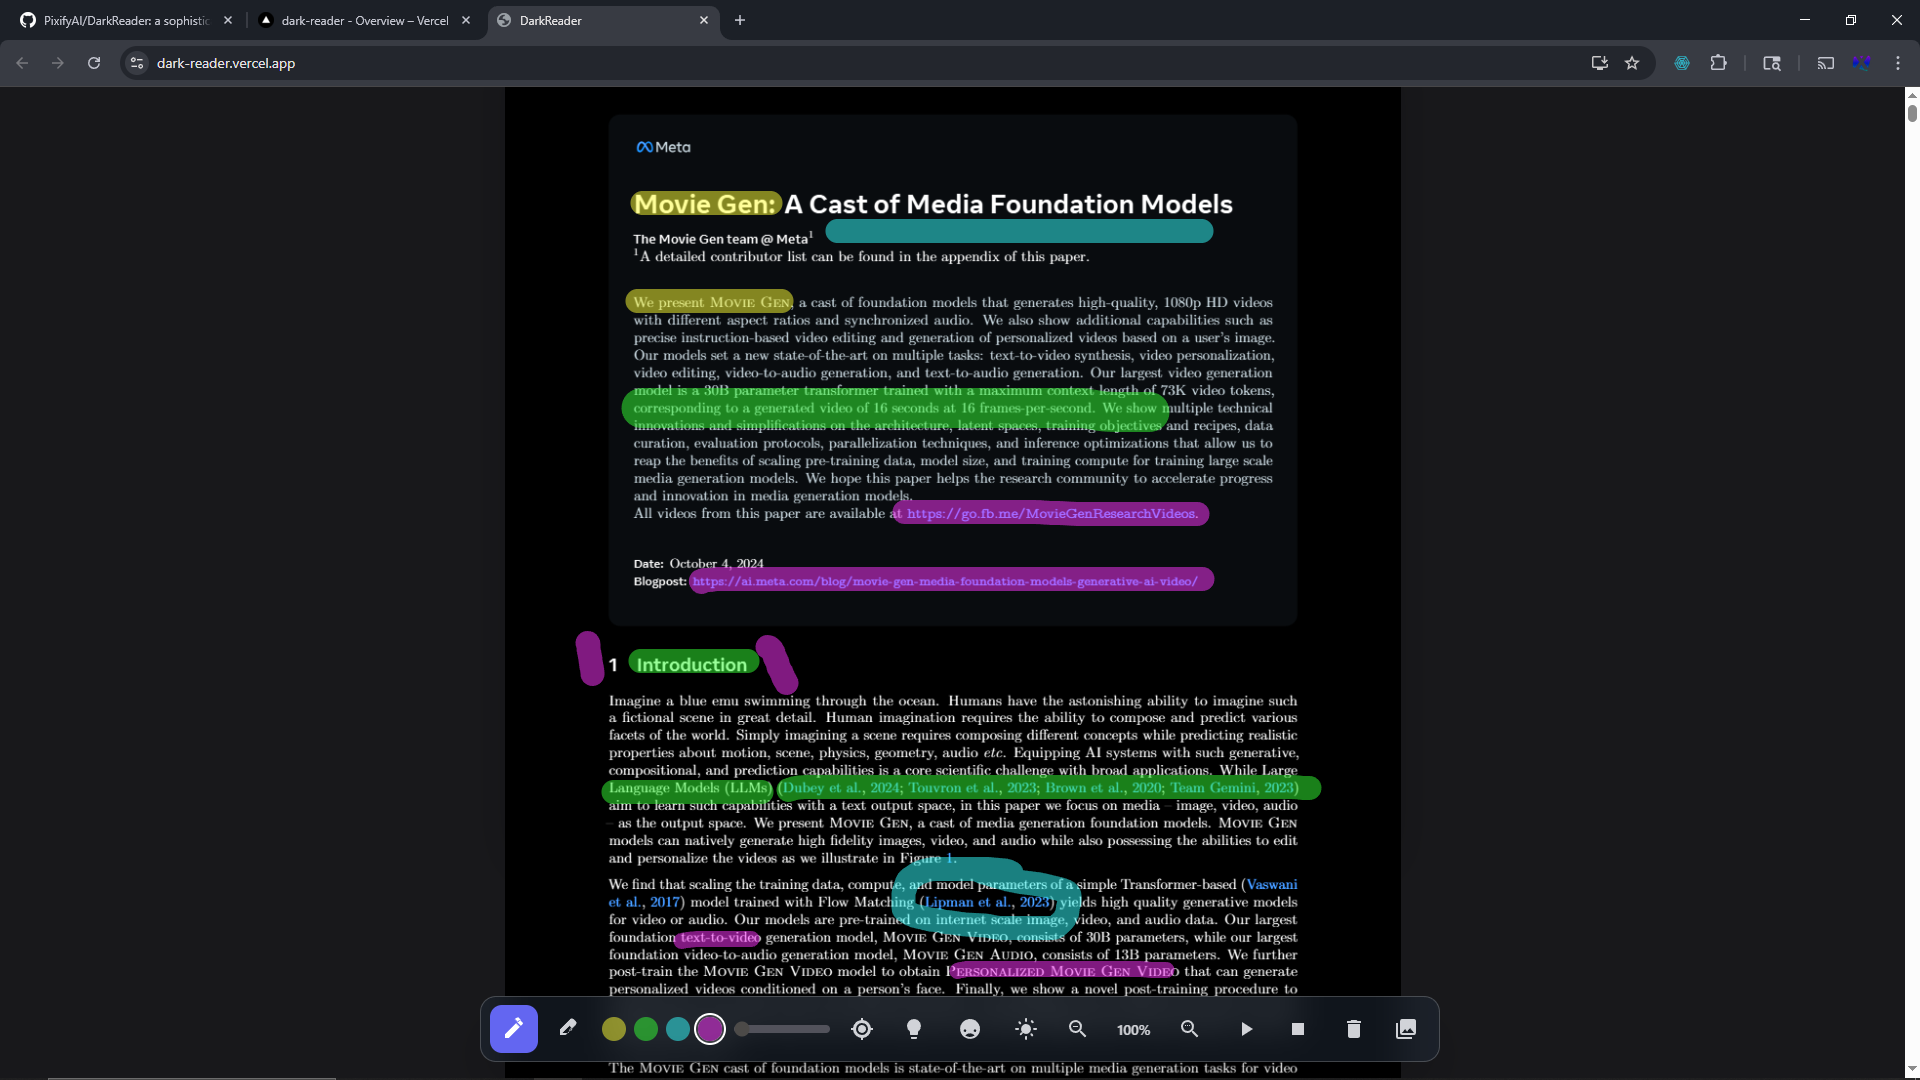 PixifyAI/DarkReader: a sophistic
dark-reader - Overview – Vercel
DarkReader
dark-reader.vercel.app
Meta
Movie Gen: A Cast of Media Foundation Models
The Movie Gen team @ Meta1
1A detailed contributor list can be found in the appendix of this paper.
We present Movie Gen, a cast of foundation models that generates high-quality, 1080p HD videos
with different aspect ratios and synchronized audio. We also show additional capabilities such as
precise instruction-based video editing and generation of personalized videos based on a user's image.
Our models set a new state-of-the-art on multiple tasks: text-to-video synthesis, video personalization,
video editing, video-to-audio generation, and text-to-audio generation. Our largest video generation
model is a 30B parameter transformer trained with a maximum context length of 73K video tokens,
corresponding to a generated video of 16 seconds at 16 frames-per-second. We show multiple technical
innovations and simplifications on the architecture, latent spaces, training objectives and recipes, data
curation, evaluation protocols, parallelization techniques, and inference optimizations that allow us to
reap the benefits of scaling pre-training data, model size, and training compute for training large scale
media generation models. We hope this paper helps the research community to accelerate progress
and innovation in media generation models.
All videos from this paper are available at https://go.fb.me/MovieGenResearchVideos.
Date: October 4, 2024
Blogpost: https://ai.meta.com/blog/movie-gen-media-foundation-models-generative-ai-video/
1 Introduction
Imagine a blue emu swimming through the ocean. Humans have the astonishing ability to imagine such
a fictional scene in great detail. Human imagination requires the ability to compose and predict various
facets of the world. Simply imagining a scene requires composing different concepts while predicting realistic
properties about motion, scene, physics, geometry, audio etc. Equipping AI systems with such generative,
compositional, and prediction capabilities is a core scientific challenge with broad applications. While Large
Language Models (LLMs) (Dubey et al., 2024; Touvron et al., 2023; Brown et al., 2020; Team Gemini, 2023)
aim to learn such capabilities with a text output space, in this paper we focus on media – image, video, audio
– as the output space. We present Movie Gen, a cast of media generation foundation models. Movie Gen
models can natively generate high fidelity images, video, and audio while also possessing the abilities to edit
and personalize the videos as we illustrate in Figure 1.
We find that scaling the training data, compute, and model parameters of a simple Transformer-based (Vaswani
et al., 2017) model trained with Flow Matching (Lipman et al., 2023) yields high quality generative models
for video or audio. Our models are pre-trained on internet scale image, video, and audio data. Our largest
foundation text-to-video generation model, Movie Gen Video, consists of 30B parameters, while our largest
foundation video-to-audio generation model, Movie Gen Audio, consists of 13B parameters. We further
post-train the Movie Gen Video model to obtain Personalized Movie Gen Video that can generate
personalized videos conditioned on a person's face. Finally, we show a novel post-training procedure to
100%
The Movie Gen cast of foundation models is state-of-the-art on multiple media generation tasks for video